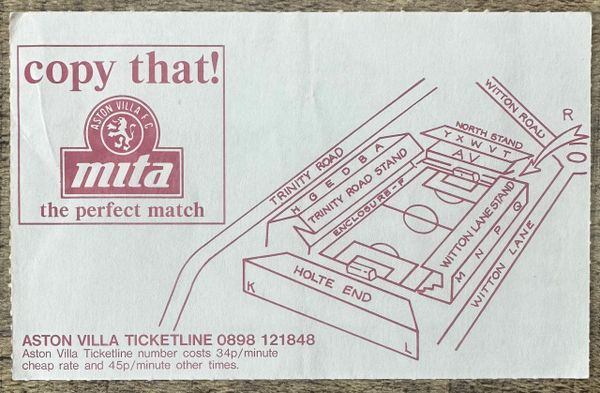 copy that!
ASTON VILLA F.C
mita
the perfect match
TRINITY ROAD
WITTON ROAD
R
O
NORTH STAND
Y X W V T
AV
H G E D B A
TRINITY ROAD STAND
ENCLOSURE-F
WITTON LANE STAND
M N P Q
WITTON LANE
HOLTE END
K
L
ASTON VILLA TICKETLINE 0898 121848
Aston Villa Ticketline number costs 34p/minute
cheap rate and 45p/minute other times.